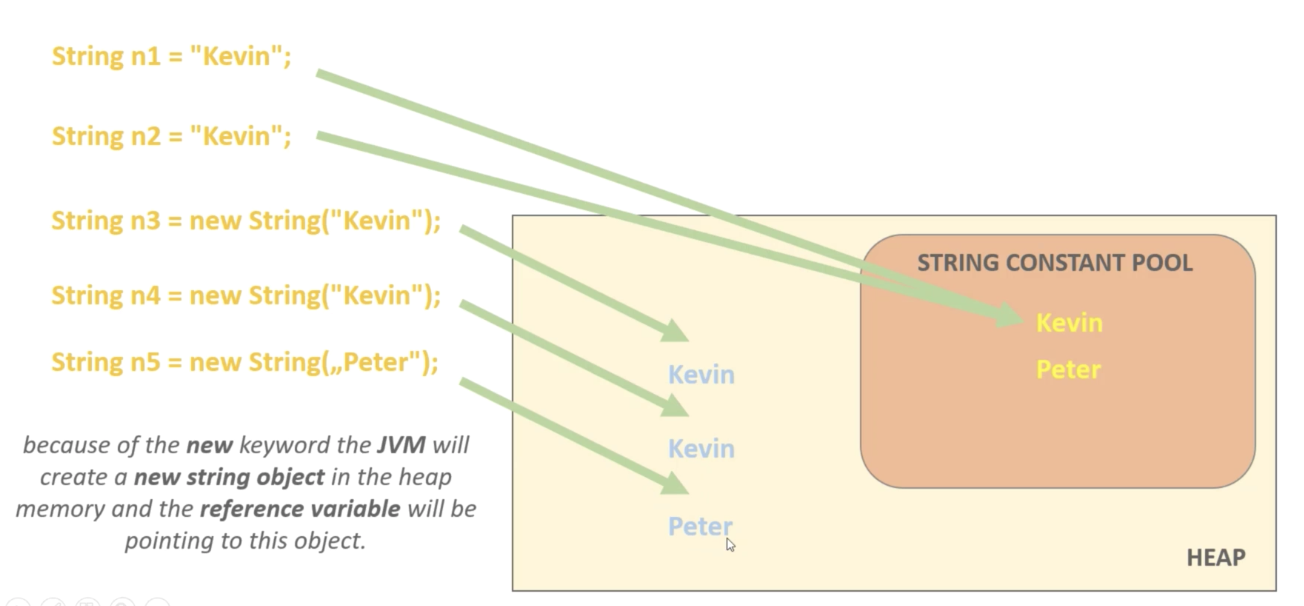 String n1 = "Kevin";
String n2 = "Kevin";
String n3 = new String("Kevin");
String n4 = new String("Kevin");
String n5 = new String(„Peter");
because of the new keyword the JVM will
create a new string object in the heap
memory and the reference variable will be
pointing to this object.
STRING CONSTANT POOL
Kevin
Peter
Kevin
Kevin
Peter
HEAP